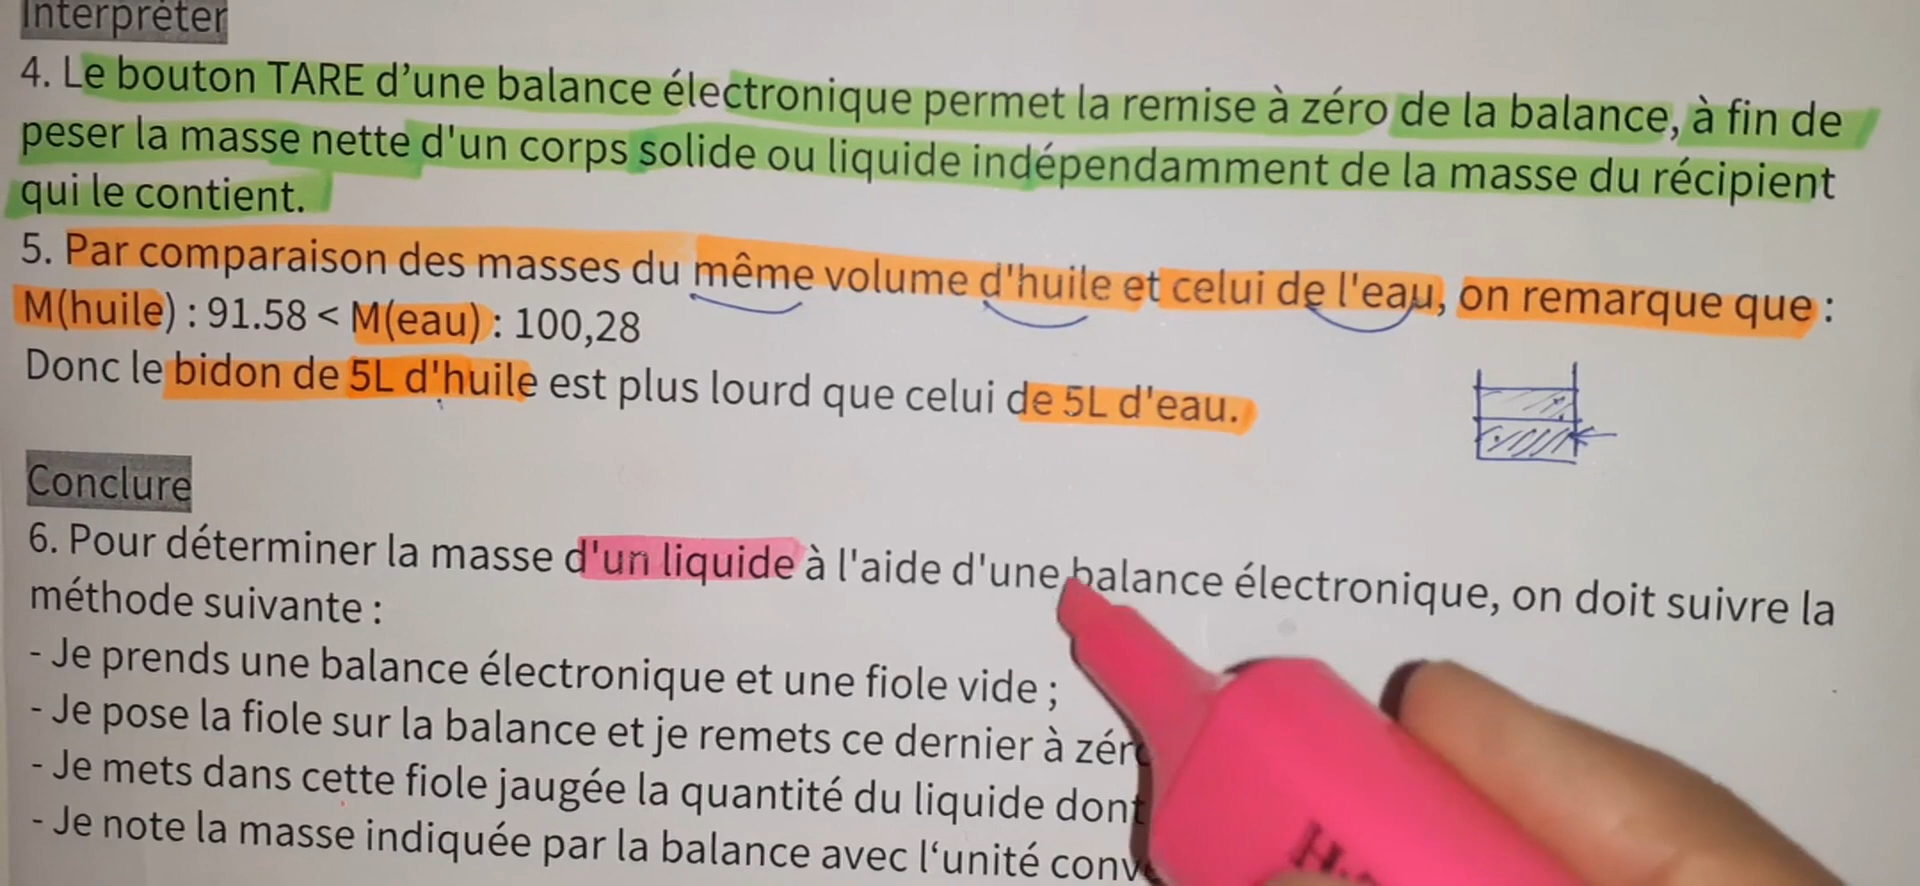 Interpréter
4. Le bouton TARE d’une balance électronique permet la remise à zéro de la balance, à fin de
peser la masse nette d'un corps solide ou liquide indépendamment de la masse du récipient
qui le contient.
5. Par comparaison des masses du même volume d'huile et celui de l'eau, on remarque que :
M(huile) : 91.58 < M(eau) : 100,28
Donc le bidon de 5L d'huile est plus lourd que celui de 5L d'eau.
Conclure
6. Pour déterminer la masse d'un liquide à l'aide d'une balance électronique, on doit suivre la
méthode suivante :
- Je prends une balance électronique et une fiole vide ;
- Je pose la fiole sur la balance et je remets ce dernier à
- Je mets dans cette fiole jaugée la quantité du liquide dont
- Je note la masse indiquée par la balance avec l‘unité